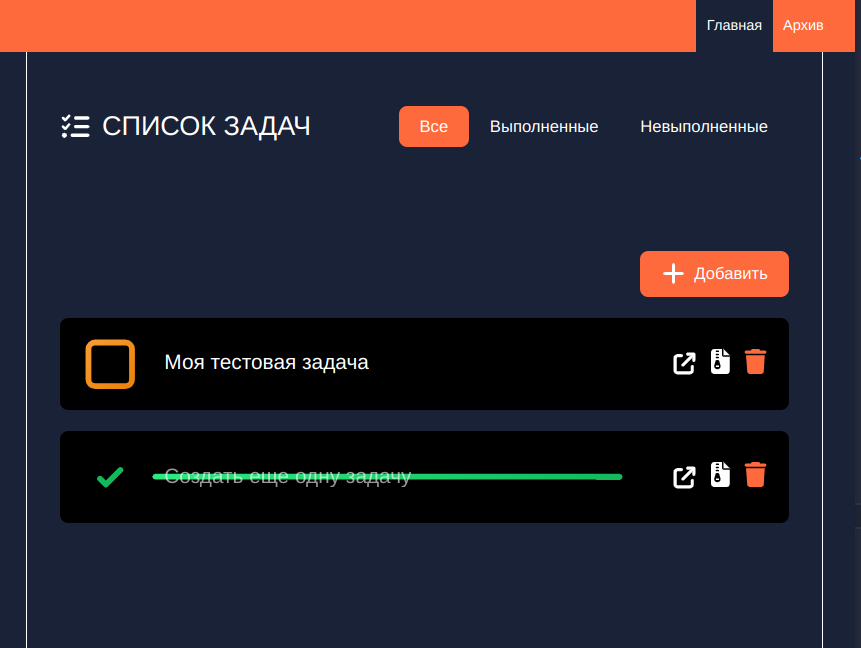 Главная Архив
СПИСОК ЗАДАЧ Все Выполненные Невыполненные
Добавить
Моя тестовая задача
Создать еще одну задачу